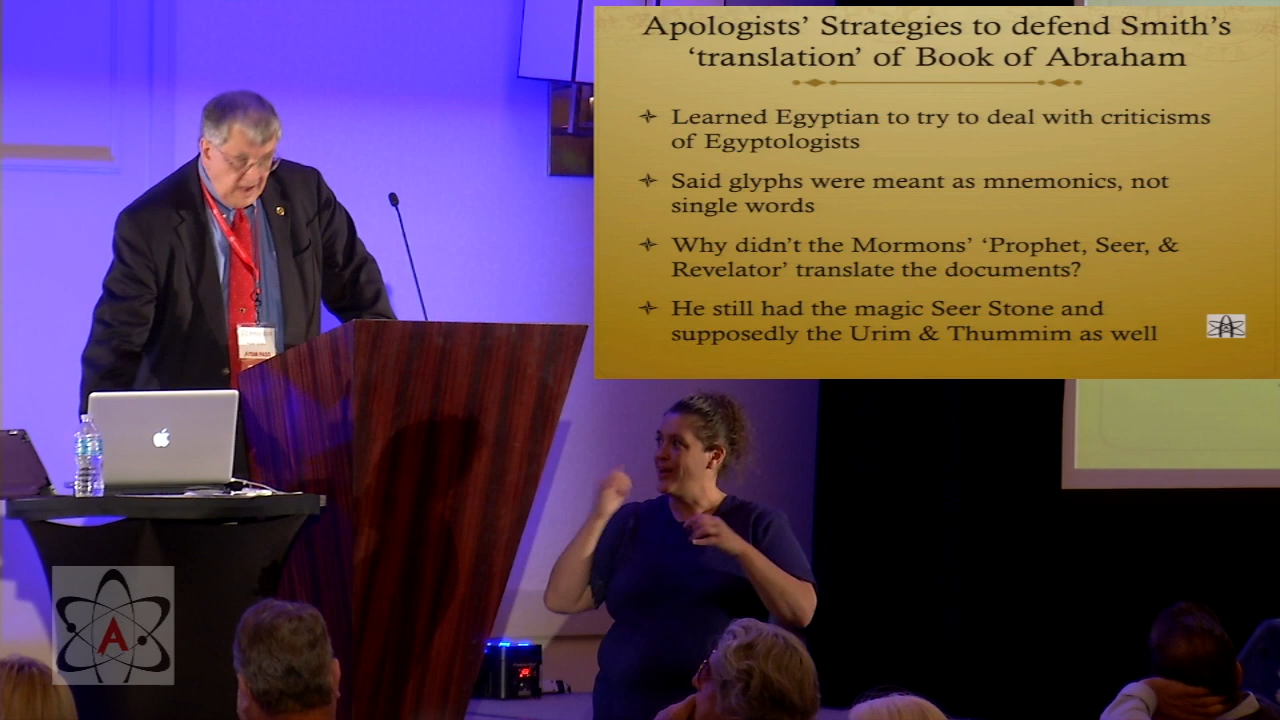 Apologists’ Strategies to defend Smith’s
‘translation’ of Book of Abraham
Learned Egyptian to try to deal with criticisms
of Egyptologists
Said glyphs were meant as mnemonics, not
single words
Why didn’t the Mormons’ ‘Prophet, Seer, &
Revelator’ translate the documents?
He still had the magic Seer Stone and
supposedly the Urim & Thummim as well
A